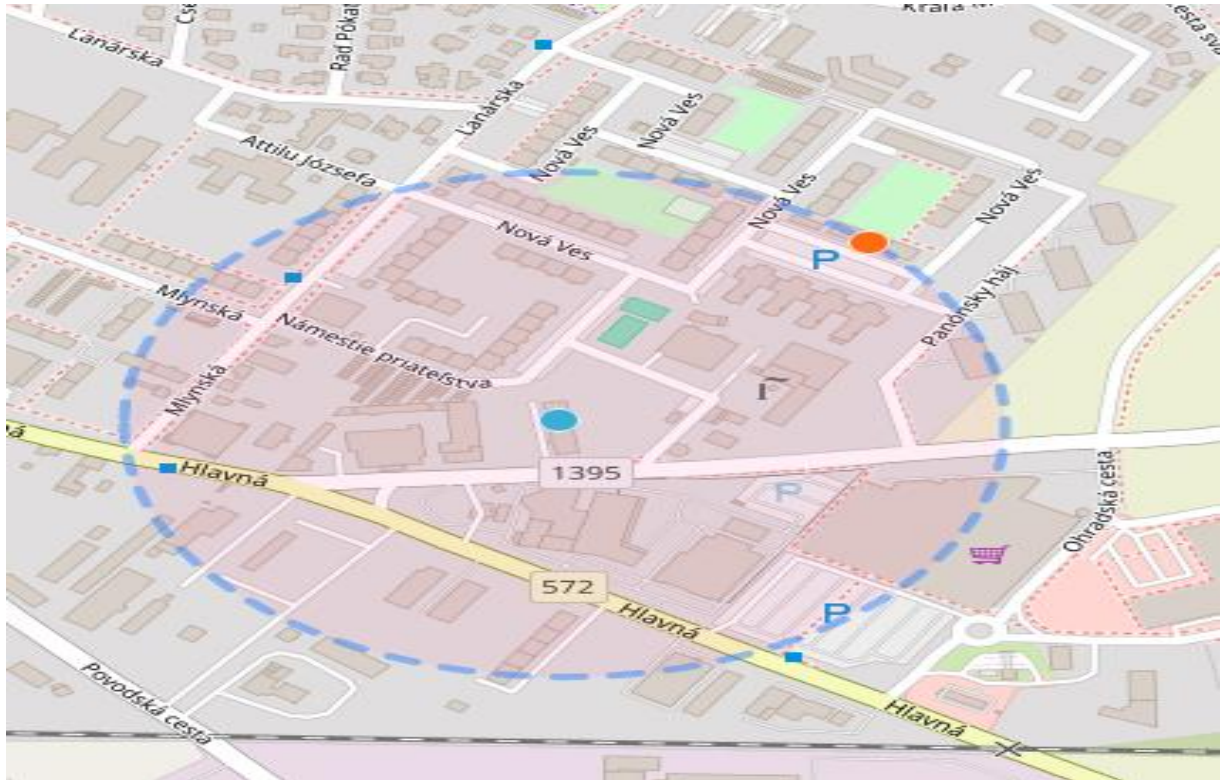 Lanárska
Rad Póka
Lanárska
Attilu Józsefa
Nová Ves
Nová Ves
Nová Ves
Nová Ves
Nová Ves
P
Panónsky háj
Mlynská
Námestie priateľstva
Mlynská
Hlavná
1395
P
Ohradská cesta
572
Hlavná
P
Povodská cesta
Hlavná